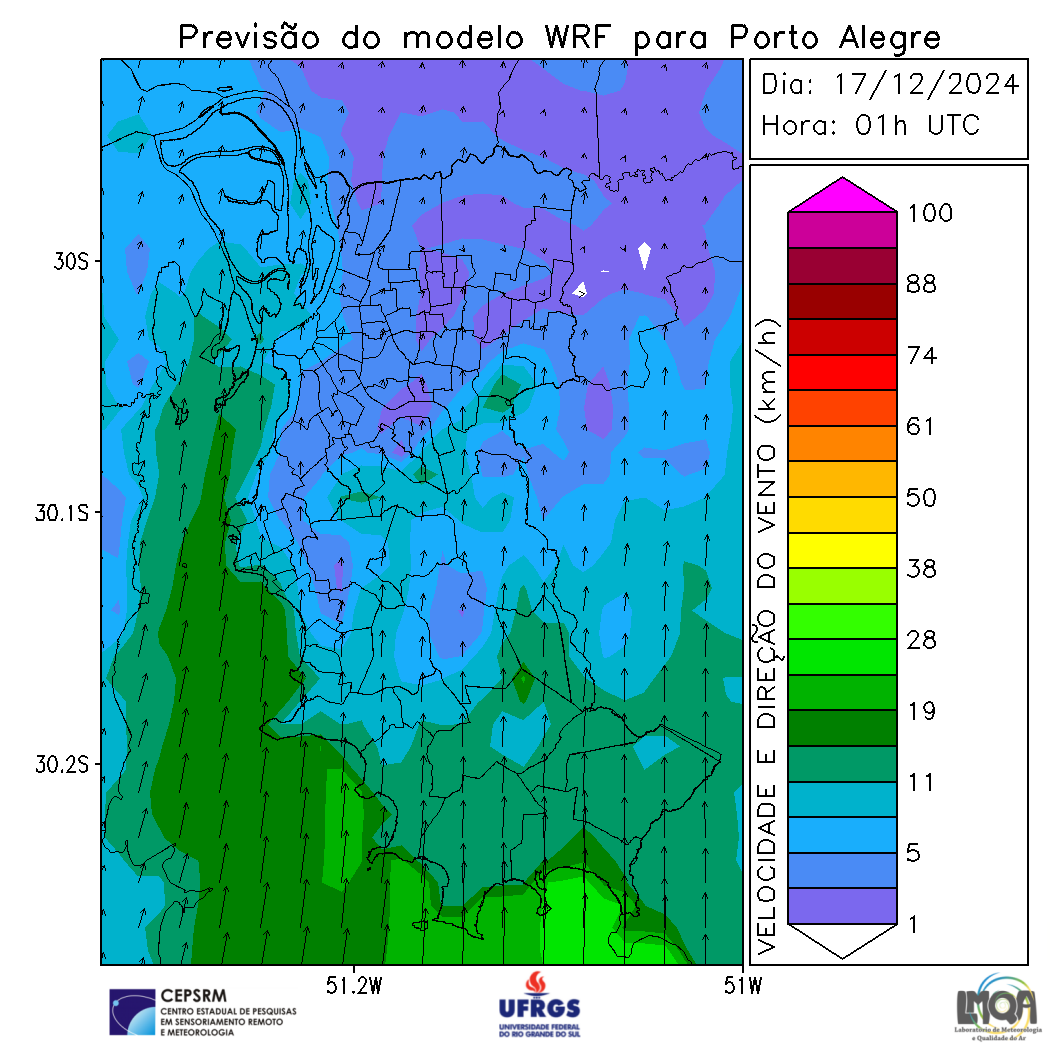 Previsão do modelo WRF para Porto Alegre
Dia: 17/12/2024
Hora: 01h UTC
30S
30.1S
30.2S
51.2W
51W
VELOCIDADE E DIREÇÃO DO VENTO (km/h)
100
88
74
61
50
38
28
19
11
5
1
CEPSRM
CENTRO ESTADUAL DE PESQUISAS
EM SENSORIAMENTO REMOTO
E METEOROLOGIA
UFRGS
UNIVERSIDADE FEDERAL
DO RIO GRANDE DO SUL
LMQA
Laboratório de Meteorologia
e Qualidade do Ar